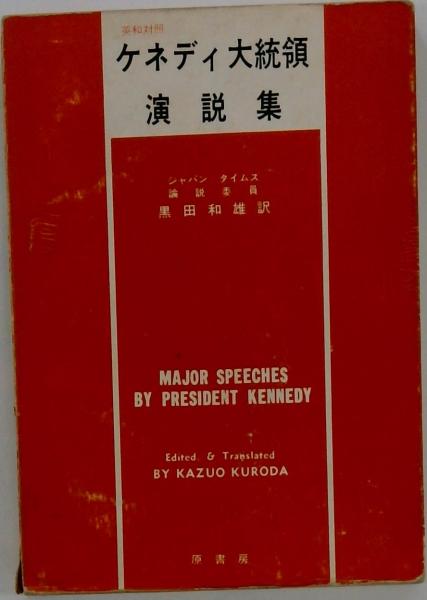 英和対照
ケネディ大統領
演説集
ジャパン タイムス
論説委員
黒田和雄訳
MAJOR SPEECHES
BY PRESIDENT KENNEDY
Edited & Translated
BY KAZUO KURODA
原書房